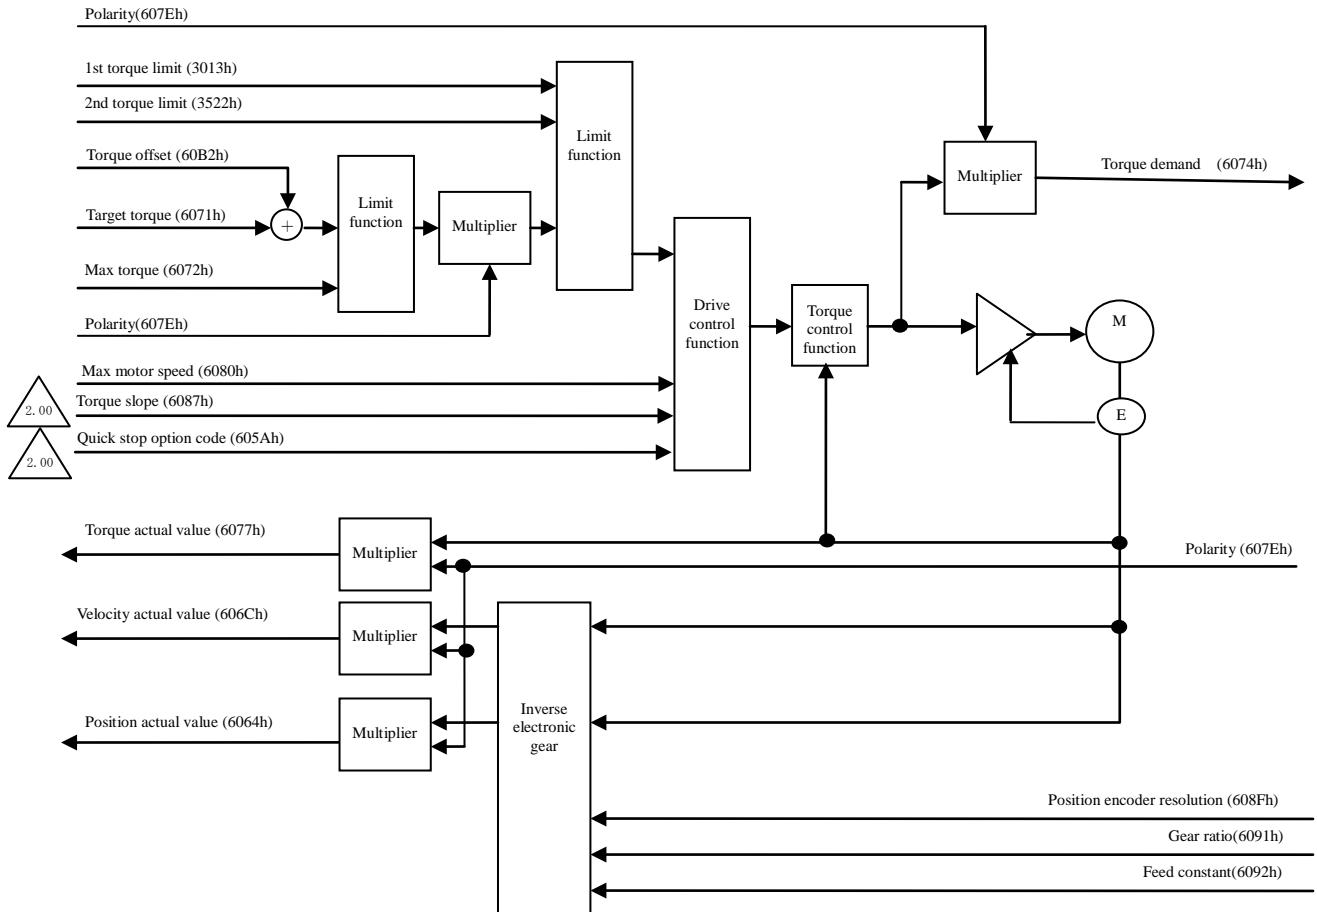 Polarity(607Eh)
1st torque limit (3013h)
2nd torque limit (3522h)
Limit
function
Torque offset (60B2h)
Multiplier
Torque demand (6074h)
Target torque (6071h)
+
Limit
function
Multiplier
Max torque (6072h)
Polarity(607Eh)
Drive
control
function
Torque
control
function
M
Max motor speed (6080h)
2.00
Torque slope (6087h)
E
2.00
Quick stop option code (605Ah)
Torque actual value (6077h)
Multiplier
Polarity (607Eh)
Velocity actual value (606Ch)
Multiplier
Position actual value (6064h)
Multiplier
Inverse
electronic
gear
Position encoder resolution (608Fh)
Gear ratio(6091h)
Feed constant(6092h)